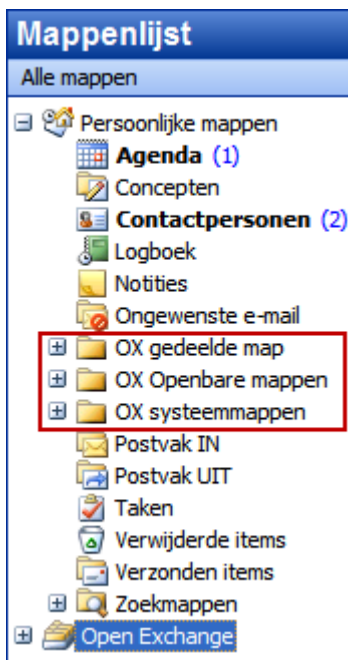 Mappenlijst
Alle mappen
Persoonlijke mappen
Agenda (1)
Concepten
Contactpersonen (2)
Logboek
Notities
Ongewenste e-mail
OX gedeelde map
OX Openbare mappen
OX systeemmappen
Postvak IN
Postvak UIT
Taken
Verwijderde items
Verzonden items
Zoekmappen
Open Exchange